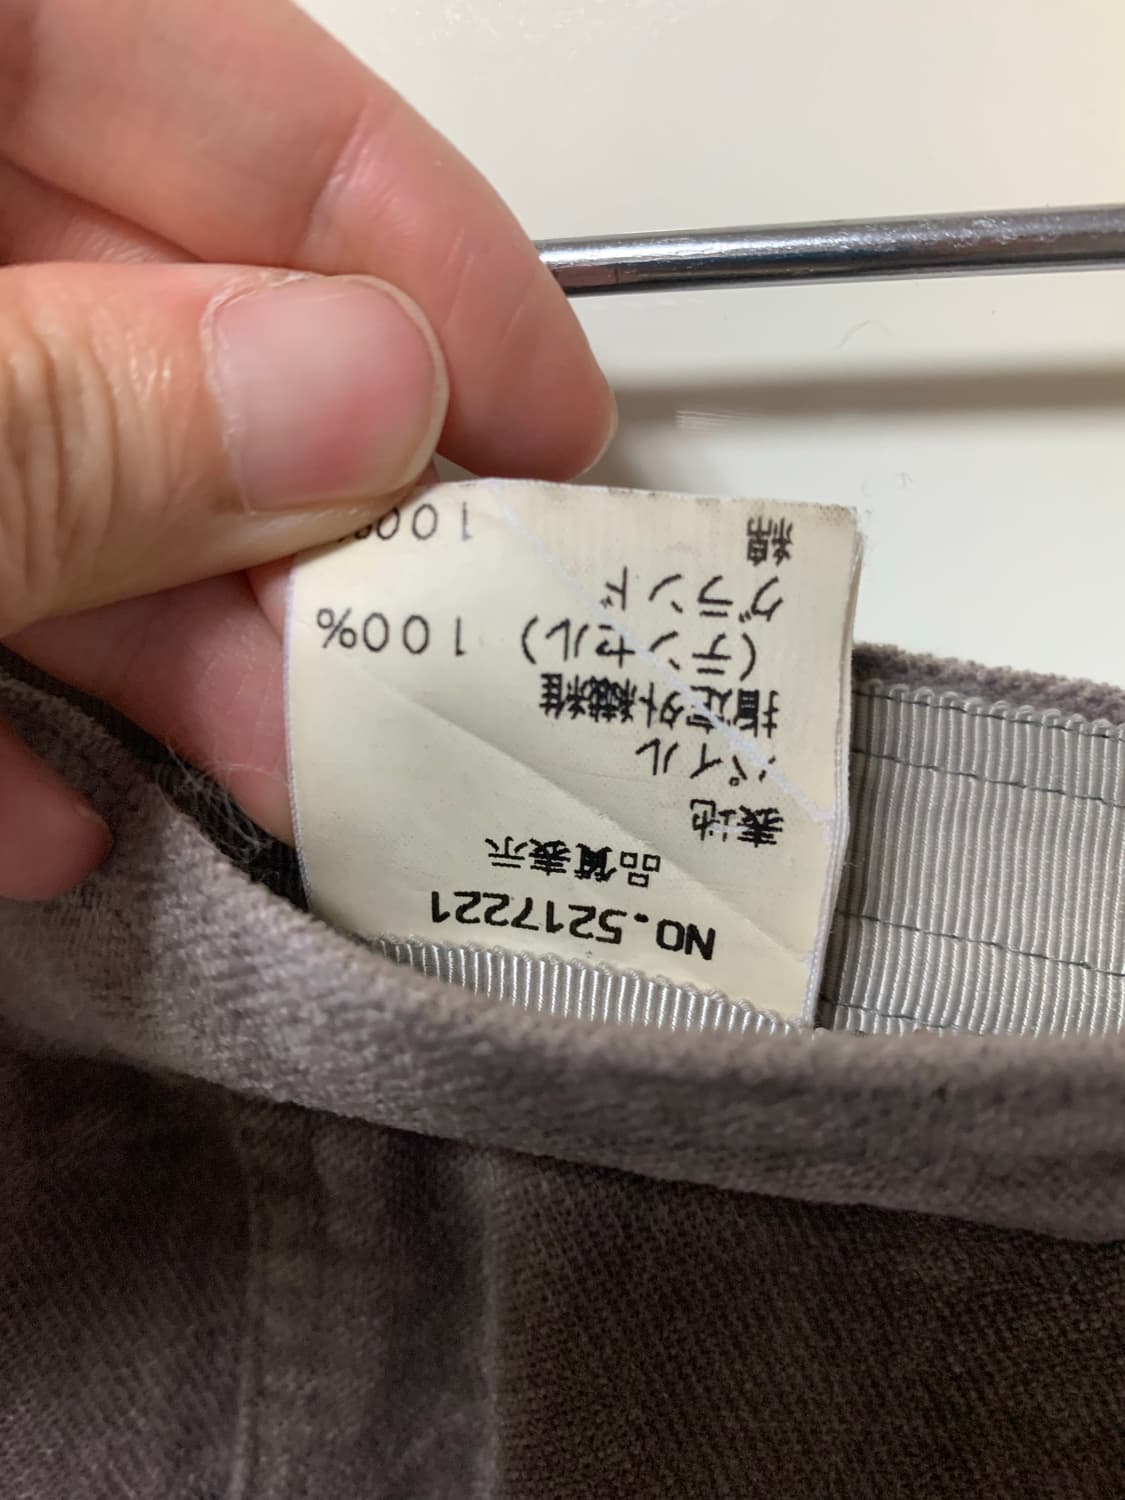 NO.5217221
品質表示
表地
パイル
指定外繊維
(テンセル) 100%
グランド
綿 100%